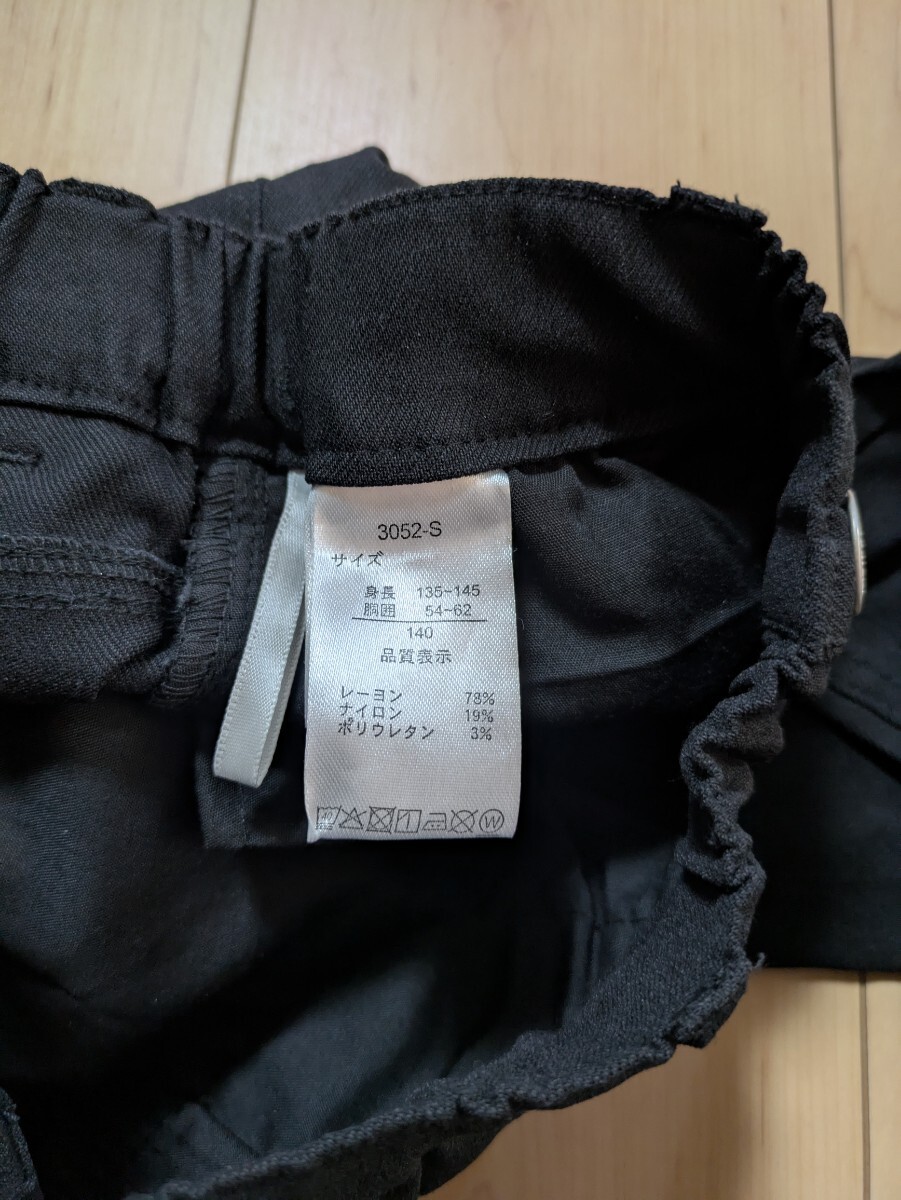 3052-S
サイズ
身長 135-145
胴囲 54-62
140
品質表示
レーヨン 78%
ナイロン 19%
ポリウレタン 3%
40
W